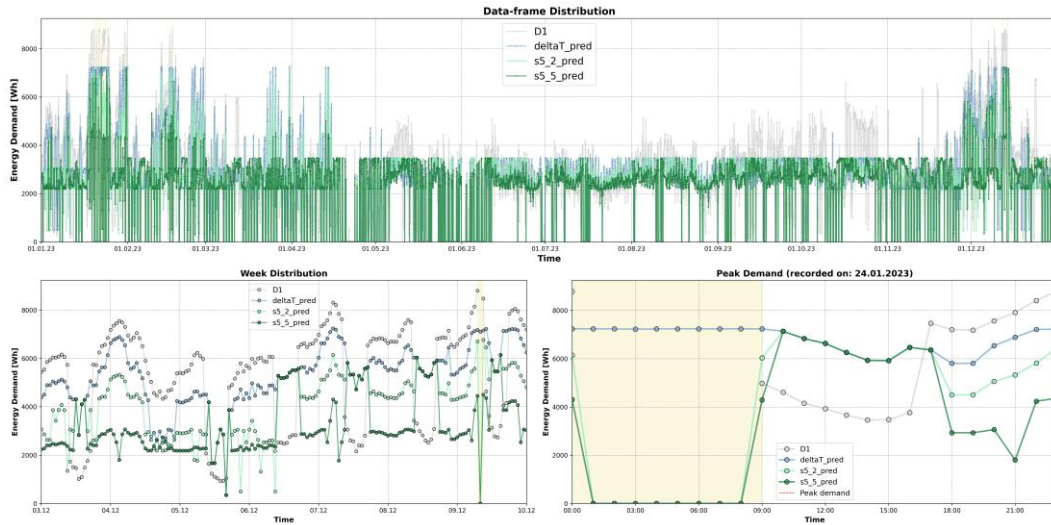 Data-frame Distribution
D1
deltaT_pred
s5_2_pred
s5_5_pred
Energy Demand [Wh]
8000
6000
4000
2000
0
01.01.23 01.02.23 01.03.23 01.04.23 01.05.23 01.06.23 01.07.23 01.08.23 01.09.23 01.10.23 01.11.23 01.12.23
Time
Week Distribution
D1
deltaT_pred
s5_2_pred
s5_5_pred
Energy Demand [Wh]
8000
6000
4000
2000
0
03.12 04.12 05.12 06.12 07.12 08.12 09.12 10.12
Time
Peak Demand (recorded on: 24.01.2023)
Energy Demand [Wh]
8000
6000
4000
2000
0
D1
deltaT_pred
s5_2_pred
s5_5_pred
Peak demand
00:00 03:00 06:00 09:00 12:00 15:00 18:00 21:00
Time